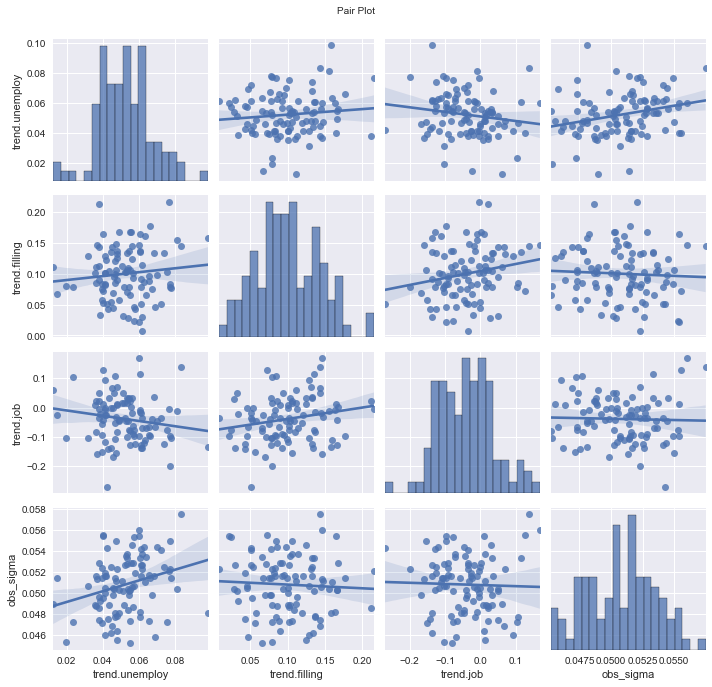 Pair Plot
trend.unemploy
0.10
0.08
0.06
0.04
0.02
trend.filling
0.20
0.15
0.10
0.05
0.00
trend.job
0.1
0.0
−0.1
−0.2
obs_sigma
0.058
0.056
0.054
0.052
0.050
0.048
0.046
0.02 0.04 0.06 0.08
0.05 0.10 0.15 0.20
−0.2 −0.1 0.0 0.1
0.0475 0.0500 0.0525 0.0550
trend.unemploy
trend.filling
trend.job
obs_sigma